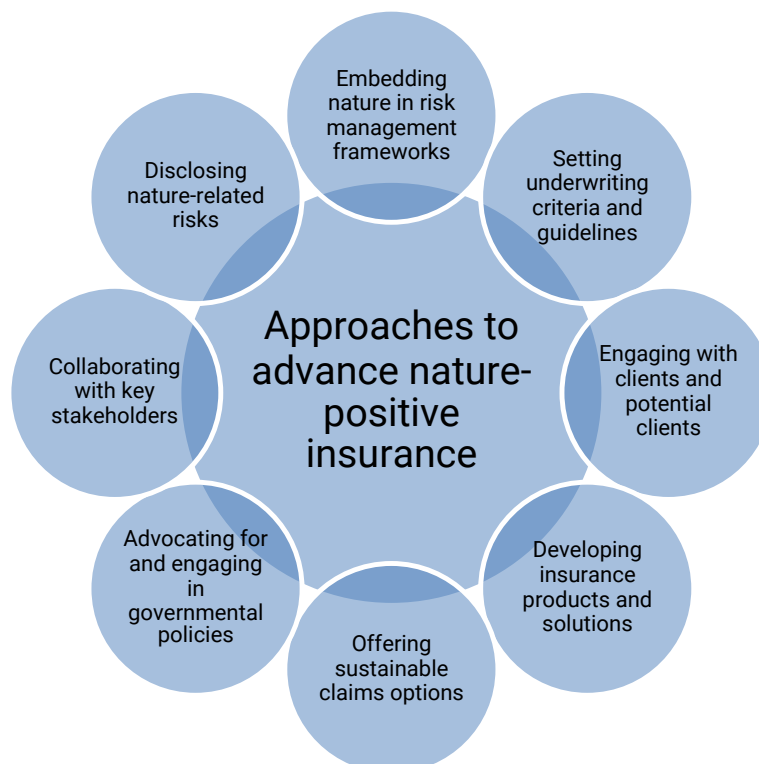 Embedding
nature in risk
management
frameworks
Setting
underwriting
criteria and
guidelines
Engaging with
clients and
potential
clients
Developing
insurance
products and
solutions
Offering
sustainable
claims options
Advocating for
and engaging
in
governmental
policies
Collaborating
with key
stakeholders
Disclosing
nature-related
risks
Approaches to
advance nature-
positive
insurance